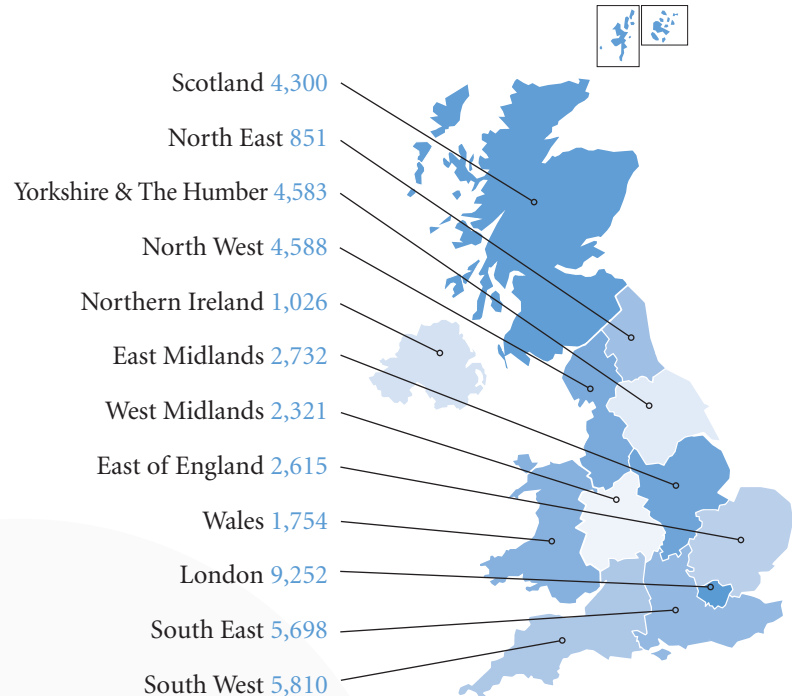 Scotland 4,300
North East 851
Yorkshire & The Humber 4,583
North West 4,588
Northern Ireland 1,026
East Midlands 2,732
West Midlands 2,321
East of England 2,615
Wales 1,754
London 9,252
South East 5,698
South West 5,810